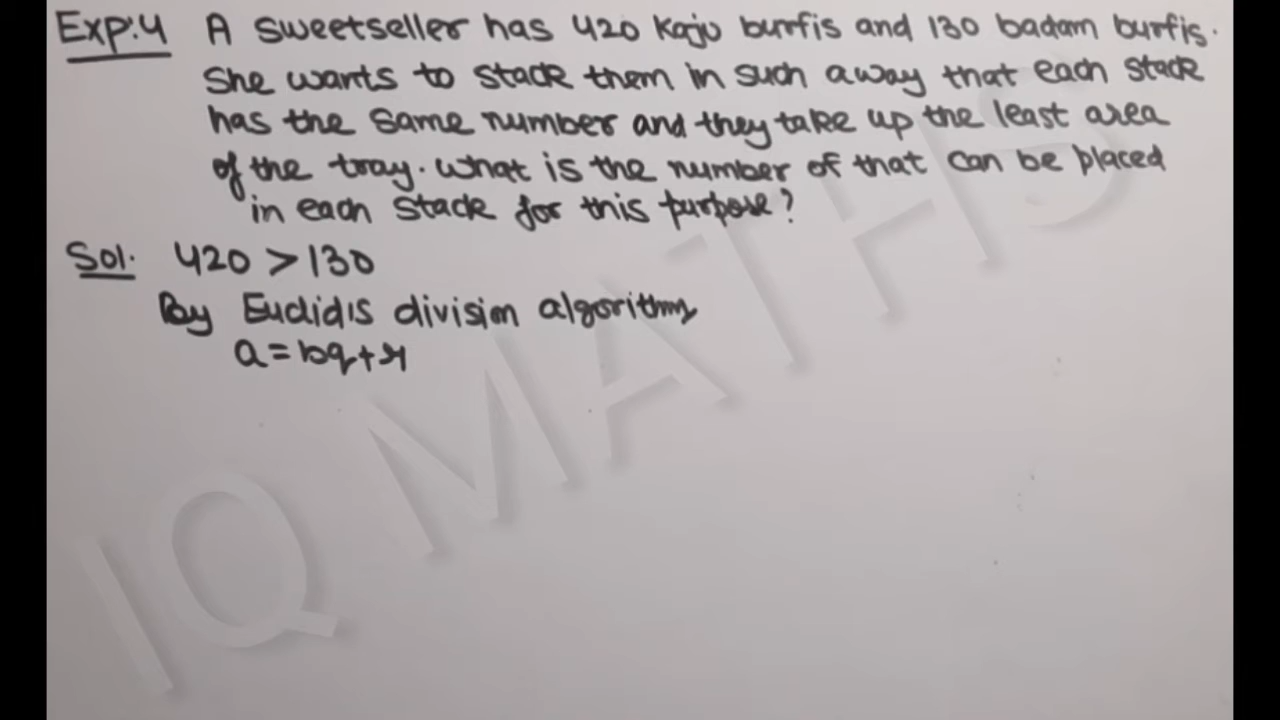 Exp:4 A sweetseller has 420 Kaju burfis and 130 badam burfis.
She wants to stack them in such a way that each stack
has the same number and they take up the least area
of the tray. What is the number of that can be placed
in each stack for this purpose?
Sol. 420 > 130
By Euclidis division algorithm
a = bq + r
IQ MATHS